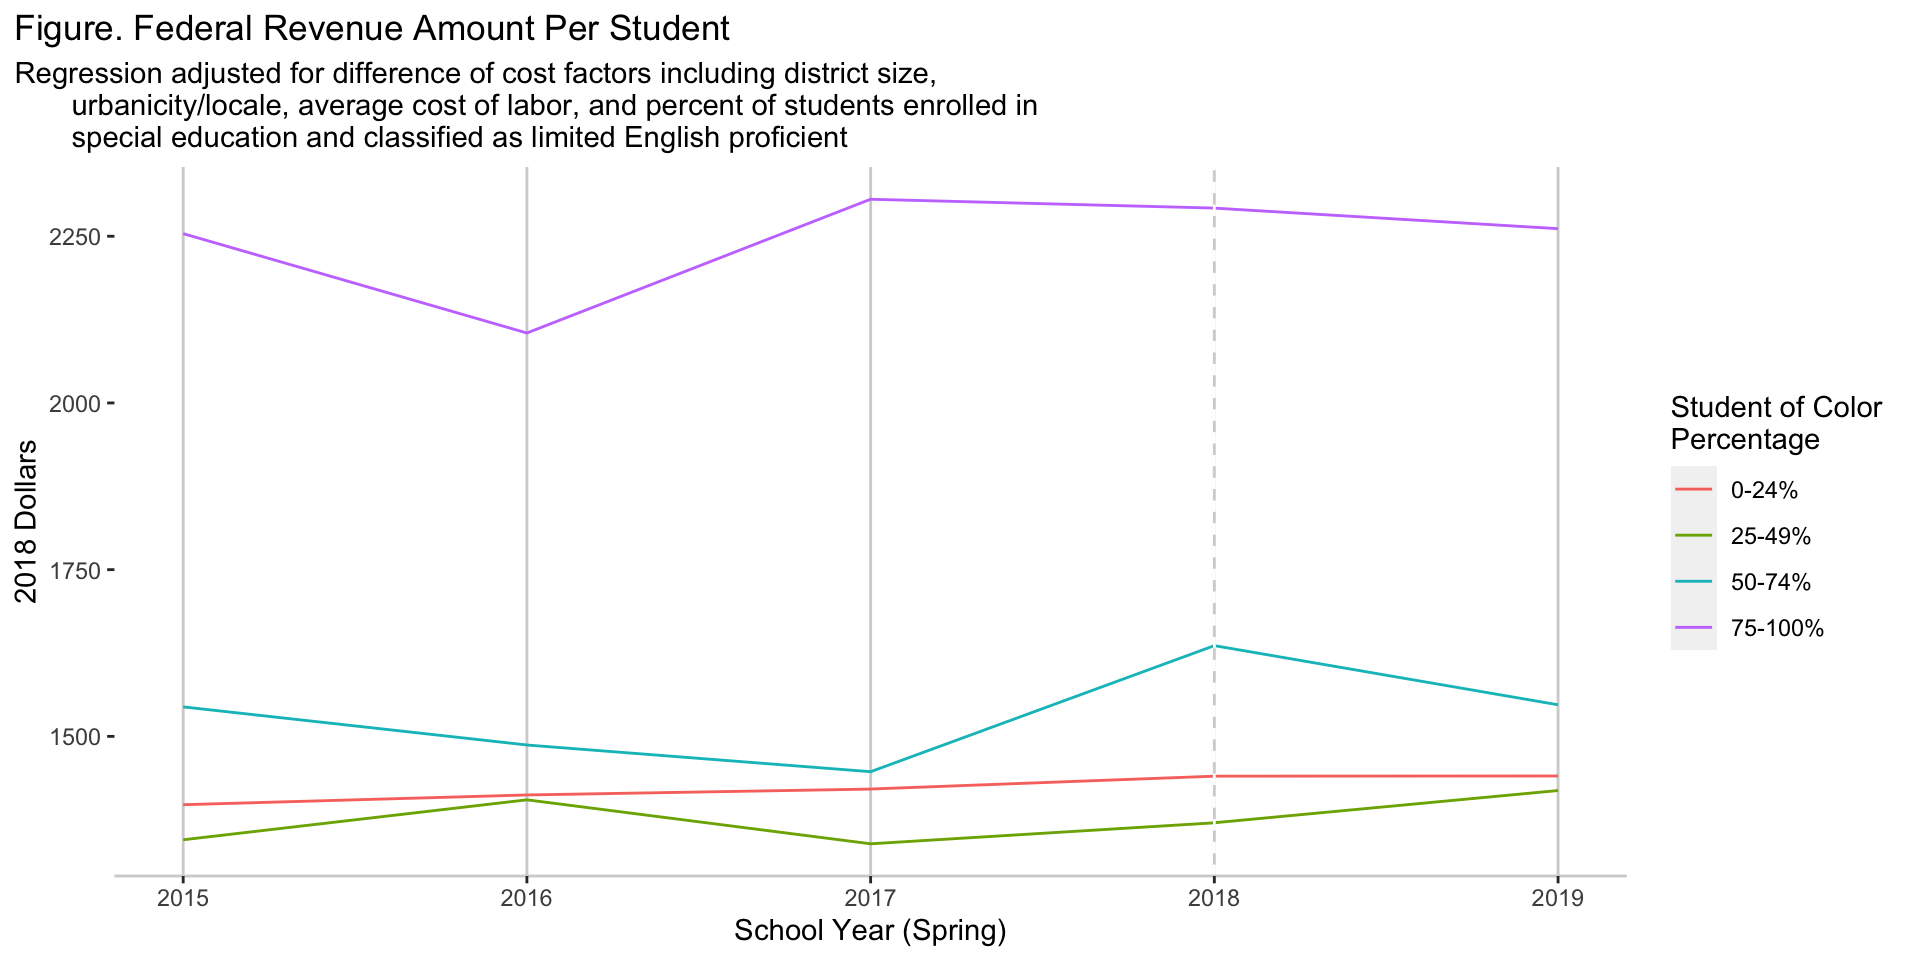 Figure. Federal Revenue Amount Per Student
Regression adjusted for difference of cost factors including district size,
urbanicity/locale, average cost of labor, and percent of students enrolled in
special education and classified as limited English proficient
2250
2000
1750
1500
2018 Dollars
2015
2016
2017
2018
2019
School Year (Spring)
Student of Color
Percentage
0-24%
25-49%
50-74%
75-100%